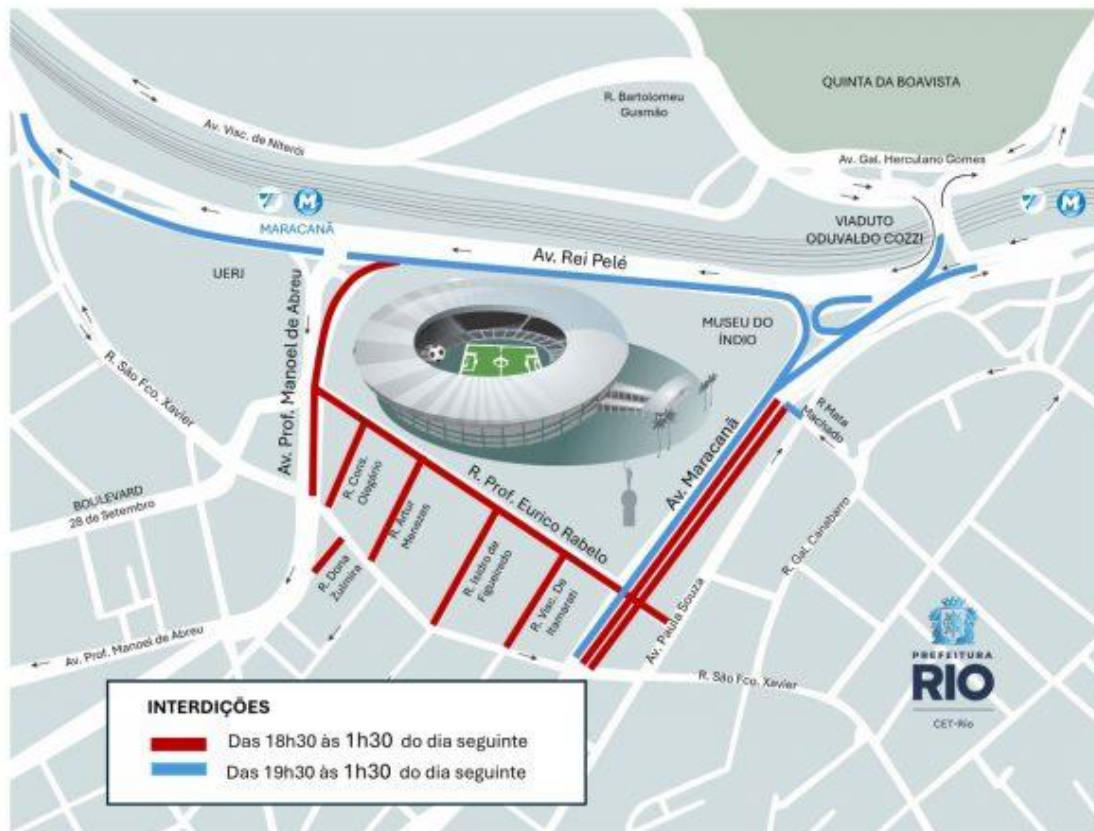 QUINTA DA BOAVISTA
R. Bartolomeu
Gusmão
Av. Visc. de Niterói
Av. Gal. Herculano Gomes
VIADUTO
ODUVALDO COZZI
M
M
MARACANÃ
Av. Rei Pelé
UERJ
MUSEU DO
ÍNDIO
Av. Prof. Manoel de Abreu
R. São Fco. Xavier
R Mata
Machado
Av. Maracanã
R. Prof. Eurico Rabelo
R. Cons.
Olegário
R. Artur
Menezes
R. Isidro de
Figueiredo
R. Visc. De
Itamarati
R. Dona
Zulmira
BOULEVARD
28 de Setembro
R. Gal. Canabarro
Av. Paula Souza
Av. Prof. Manoel de Abreu
R. São Fco. Xavier
PREFEITURA
RIO
CET-Rio
INTERDIÇÕES
Das 18h30 às 1h30 do dia seguinte
Das 19h30 às 1h30 do dia seguinte